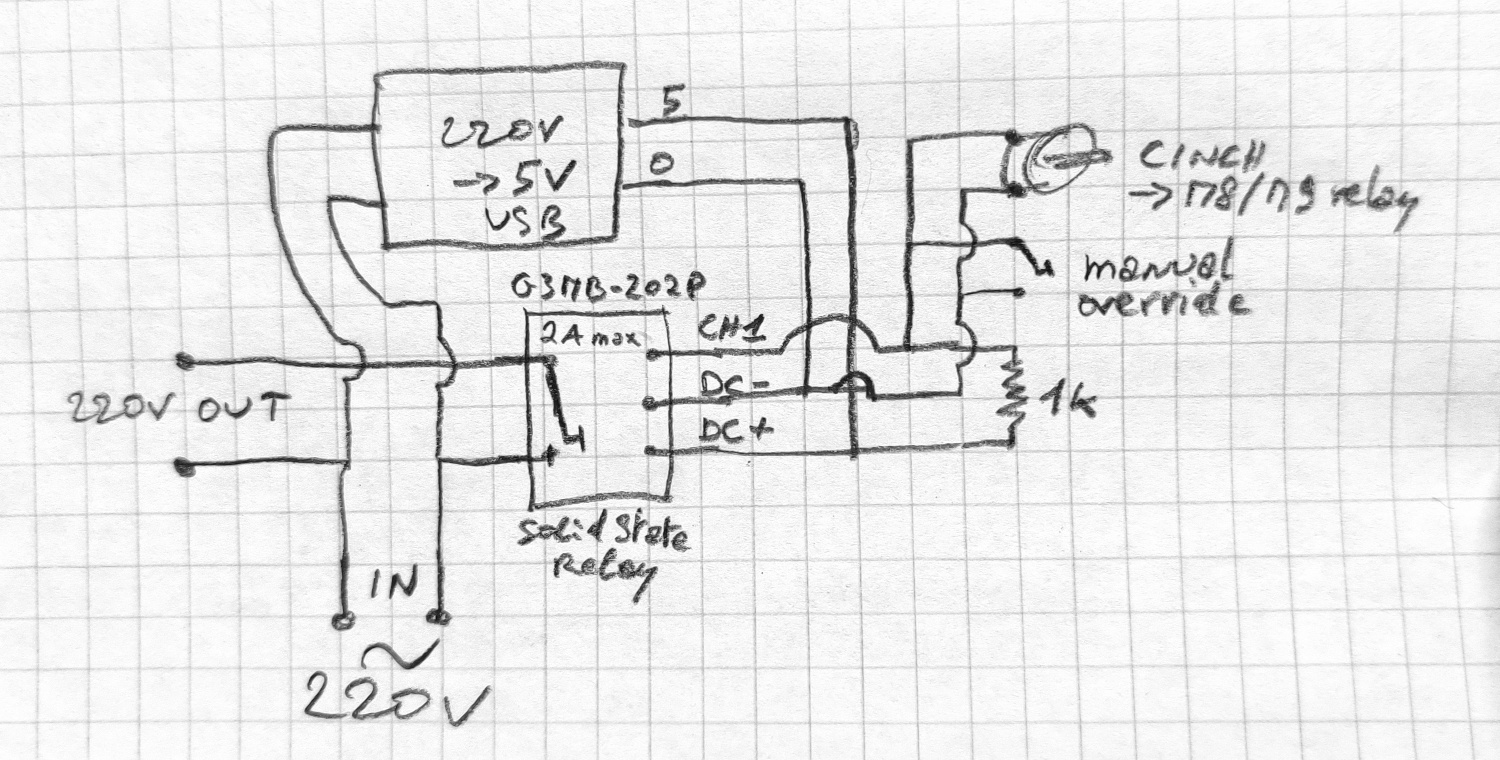 220V
→ 5V
USB
5
0
CINCH
→ M8/M9 relay
manual
override
G3MB-202P
2A max
CH1
DC-
DC+
1k
220V OUT
Solid State
Relay
IN
~
220V